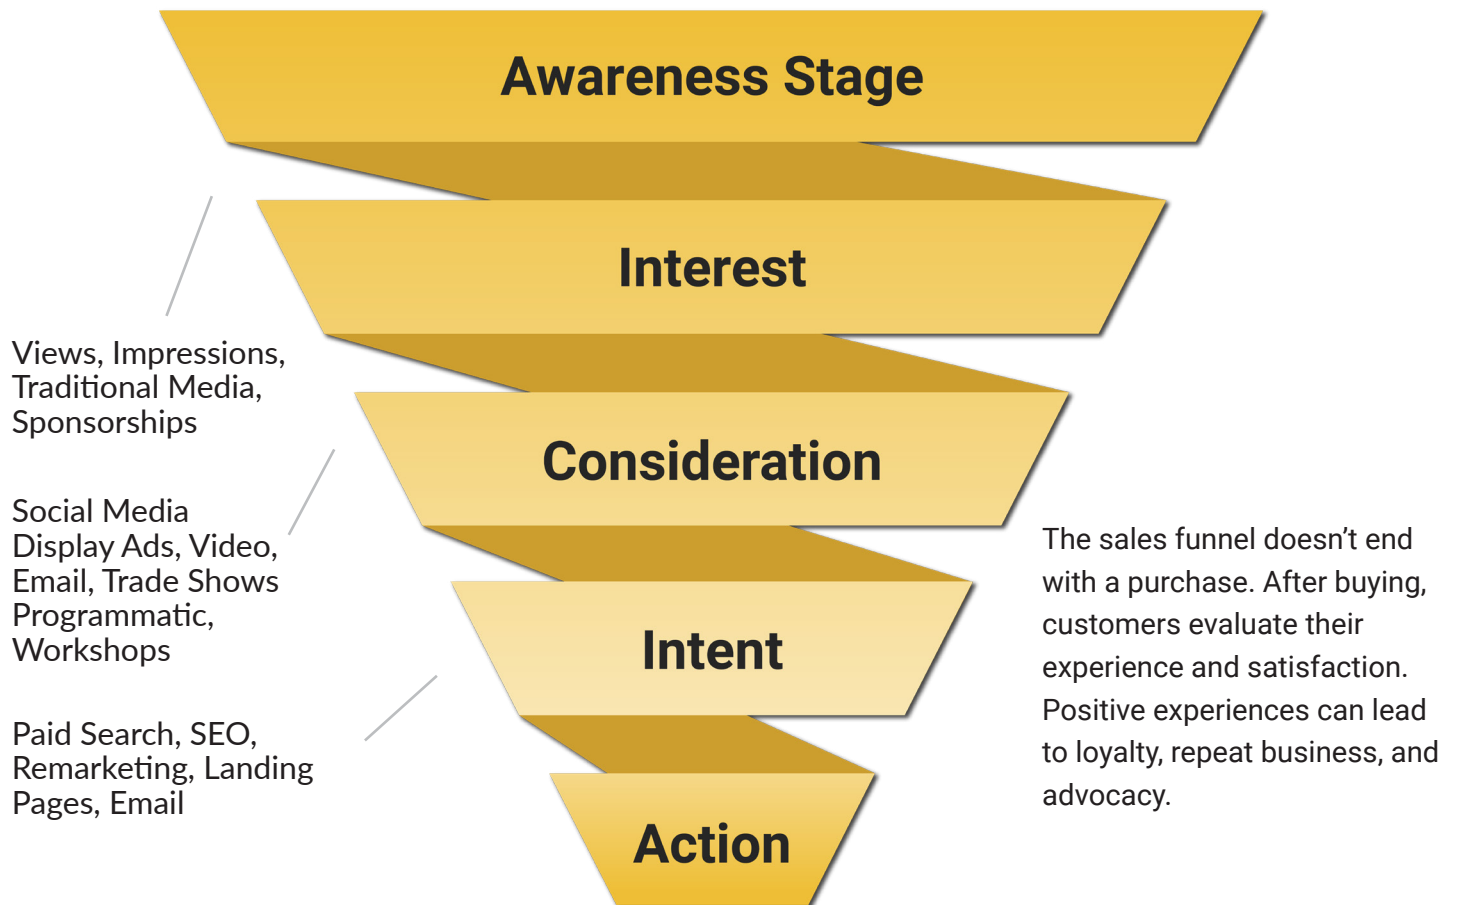 Awareness Stage
Interest
Views, Impressions,
Traditional Media,
Sponsorships
Consideration
Social Media
Display Ads, Video,
Email, Trade Shows
Programmatic,
Workshops
Intent
Paid Search, SEO,
Remarketing, Landing
Pages, Email
Action
The sales funnel doesn’t end
with a purchase. After buying,
customers evaluate their
experience and satisfaction.
Positive experiences can lead
to loyalty, repeat business, and
advocacy.